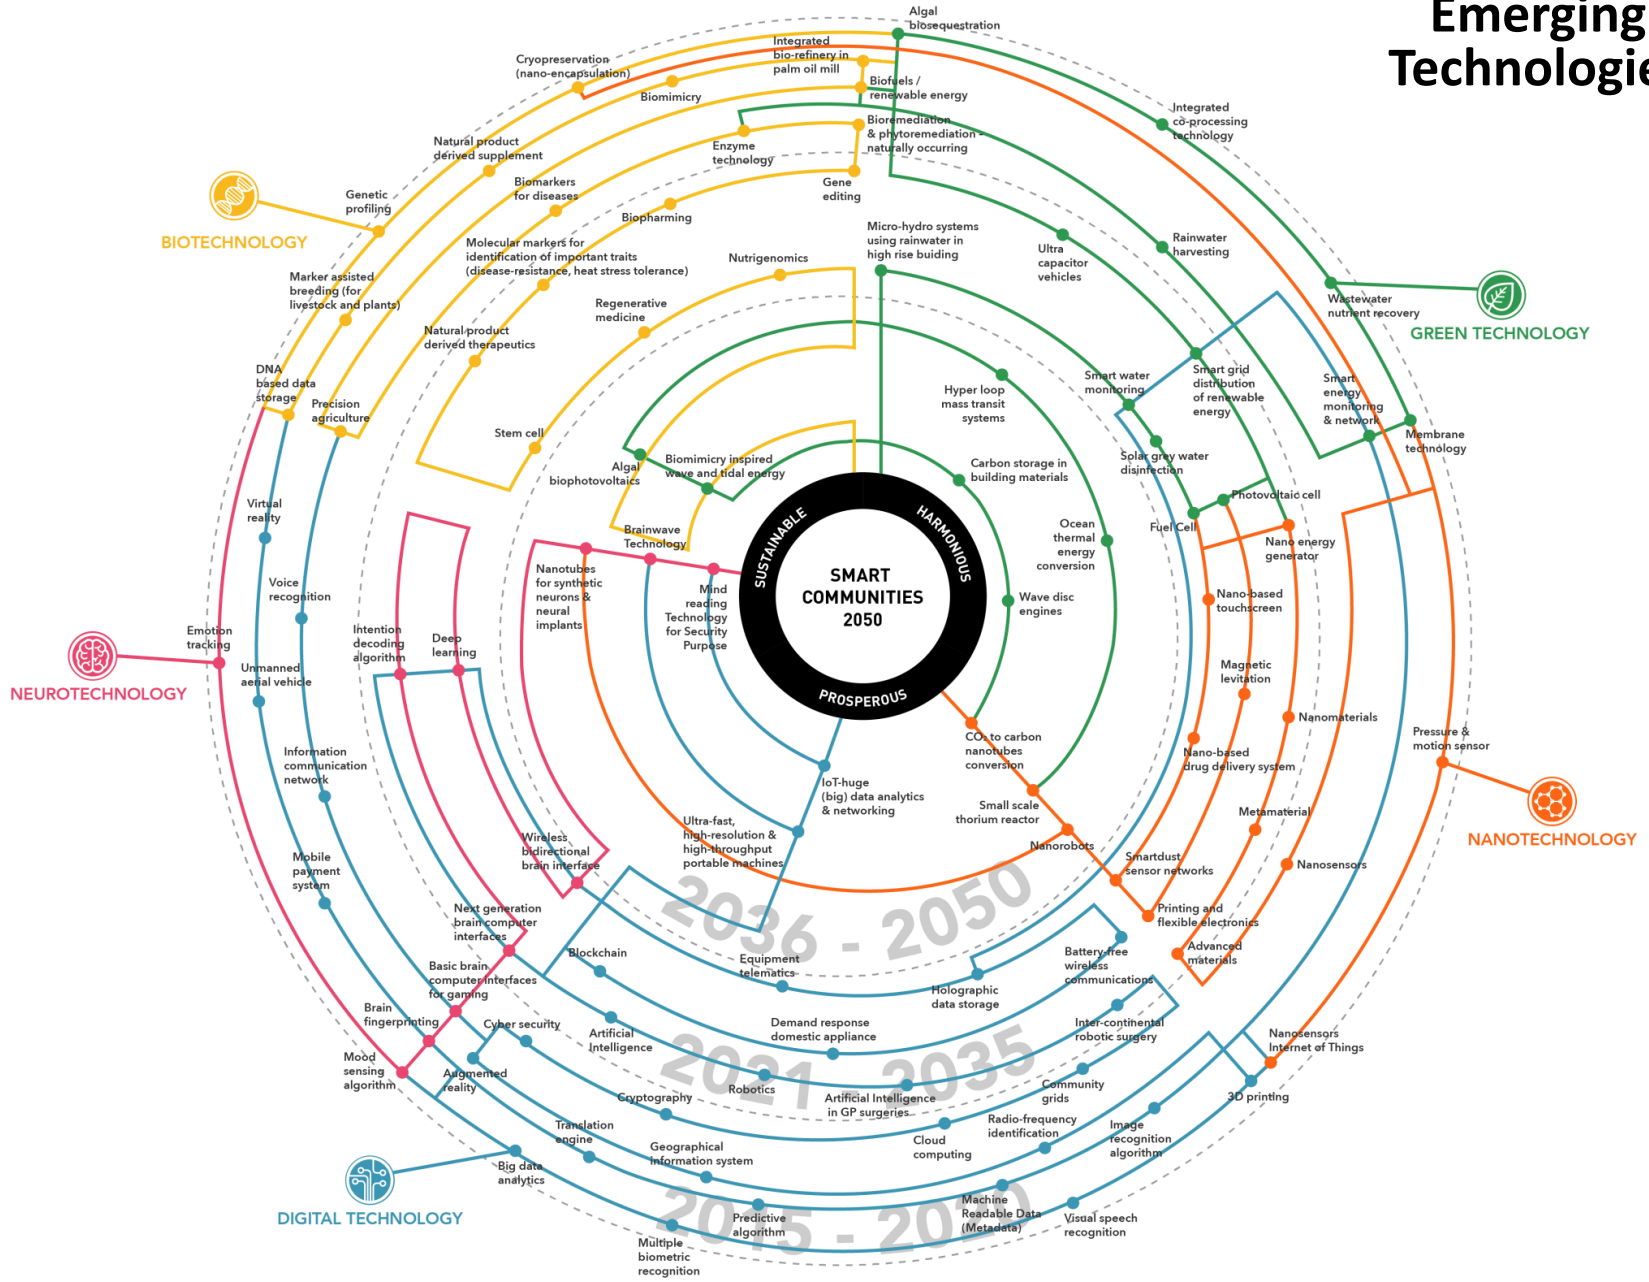 Emerging
Technologie
Algal
biosequestration
Integrated
bio-refinery in
palm oil mill
Cryopreservation
(nano-encapsulation)
Biomimicry
Biofuels /
renewable energy
Integrated
co-processing
technology
Natural product
derived supplement
Enzyme
technology
Bioremediation
& phytoremediation -
naturally occurring
Biomarkers
for diseases
Gene
editing
Genetic
profiling
Biopharming
BIOTECHNOLOGY
Micro-hydro systems
using rainwater in
high rise buiding
Ultra
capacitor
vehicles
Rainwater
harvesting
Molecular markers for
identification of important traits
(disease-resistance, heat stress tolerance)
Nutrigenomics
Marker assisted
breeding (for
livestock and plants)
Regenerative
medicine
Wastewater
nutrient recovery
GREEN TECHNOLOGY
Natural product
derived therapeutics
DNA
based data
storage
Precision
agriculture
Hyper loop
mass transit
systems
Smart water
monitoring
Smart grid
distribution
of renewable
energy
Smart
energy
monitoring
& network
Membrane
technology
Stem cell
Algal
biophotovoltaics
Biomimicry inspired
wave and tidal energy
Carbon storage in
building materials
Solar grey water
disinfection
Photovoltaic cell
Fuel Cell
Nano energy
generator
Virtual
reality
Brainwave
Technology
Ocean
thermal
energy
conversion
SUSTAINABLE
HARMONIOUS
PROSPEROUS
SMART
COMMUNITIES
2050
Nanotubes
for synthetic
neurons &
neural
implants
Mind
reading
Technology
for Security
Purpose
Voice
recognition
Wave disc
engines
Nano-based
touchscreen
Emotion
tracking
Intention
decoding
algorithm
Deep
learning
NEUROTECHNOLOGY
Unmanned
aerial vehicle
Magnetic
levitation
Nanomaterials
Pressure &
motion sensor
CO₂ to carbon
nanotubes
conversion
Nano-based
drug delivery system
Information
communication
network
IoT-huge
(big) data analytics
& networking
Small scale
thorium reactor
Metamaterial
NANOTECHNOLOGY
Ultra-fast,
high-resolution &
high-throughput
portable machines
Wireless
bidirectional
brain interface
Nanorobots
Smartdust
sensor networks
Nanosensors
Mobile
payment
system
2036 - 2050
Printing and
flexible electronics
Next generation
brain computer
interfaces
Blockchain
Equipment
telematics
Holographic
data storage
Battery-free
wireless
communications
Advanced
materials
Basic brain
computer interfaces
for gaming
Brain
fingerprinting
Cyber security
Artificial
Intelligence
Demand response
domestic appliance
Inter-continental
robotic surgery
Nanosensors
Internet of Things
2021 - 2035
Mood
sensing
algorithm
Augmented
reality
Robotics
Artificial Intelligence
in GP surgeries
Community
grids
3D printing
Cryptography
Cloud
computing
Radio-frequency
identification
Image
recognition
algorithm
Translation
engine
Geographical
information system
Big data
analytics
DIGITAL TECHNOLOGY
2015 - 2020
Predictive
algorithm
Machine
Readable Data
(Metadata)
Visual speech
recognition
Multiple
biometric
recognition